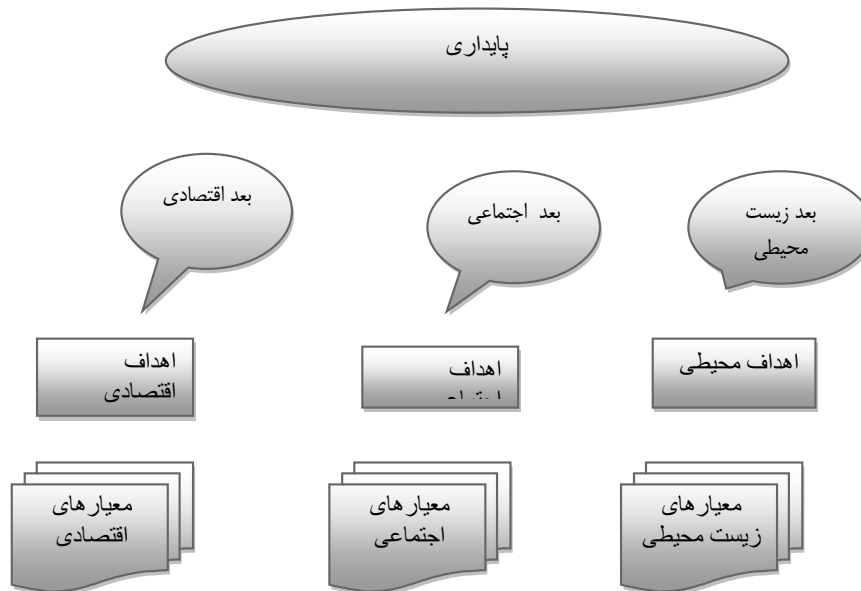 پایداری
بعد زیست
محیطی
بعد اجتماعی
بعد اقتصادی
اهداف محیطی
اهداف
اهداف
اقتصادی
معیارهای
زیست محیطی
معیارهای
اجتماعی
معیارهای
اقتصادی